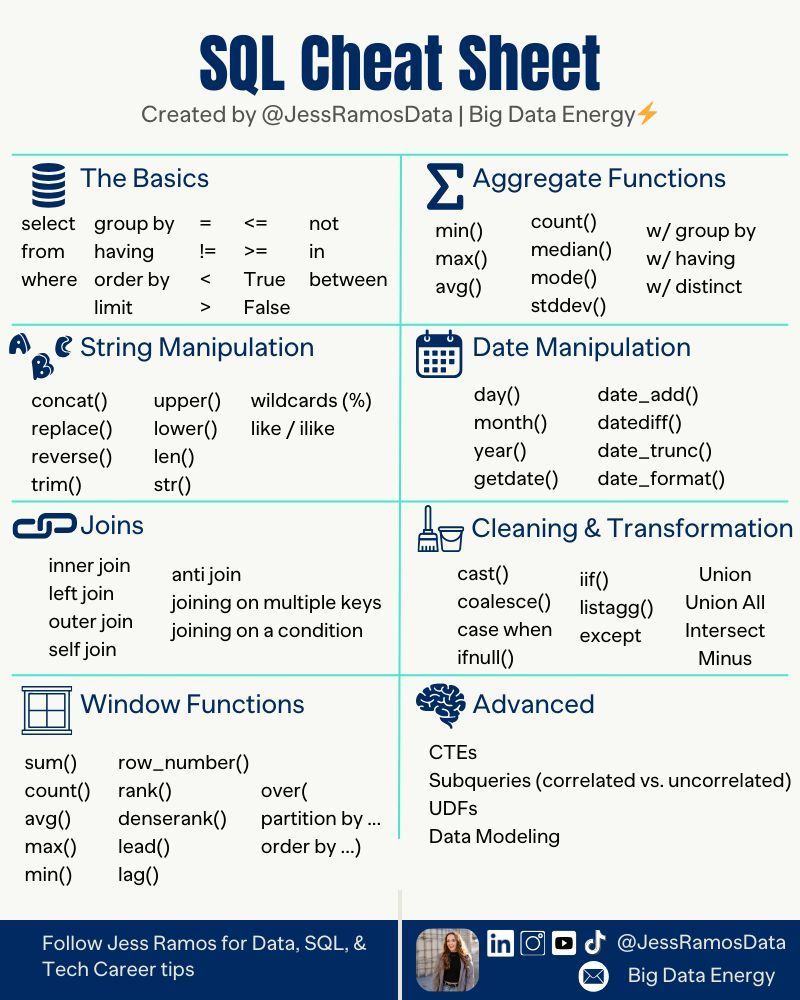 SQL Cheat Sheet
Created by @JessRamosData | Big Data Energy⚡
The Basics
select group by = <= not
from having != >= in
where order by < True between
limit > False
Aggregate Functions
min() count() w/ group by
max() median() w/ having
avg() mode() w/ distinct
stddev()
A B C String Manipulation
concat() upper() wildcards (%)
replace() lower() like / ilike
reverse() len()
trim() str()
Date Manipulation
day() date_add()
month() datediff()
year() date_trunc()
getdate() date_format()
Joins
inner join anti join
left join joining on multiple keys
outer join joining on a condition
self join
Cleaning & Transformation
cast() iif() Union
coalesce() listagg() Union All
case when except Intersect
ifnull() Minus
Window Functions
sum() row_number()
count() rank() over(
avg() denserank() partition by ...
max() lead() order by ...)
min() lag()
Advanced
CTEs
Subqueries (correlated vs. uncorrelated)
UDFs
Data Modeling
Follow Jess Ramos for Data, SQL, &
Tech Career tips
in @JessRamosData
Big Data Energy